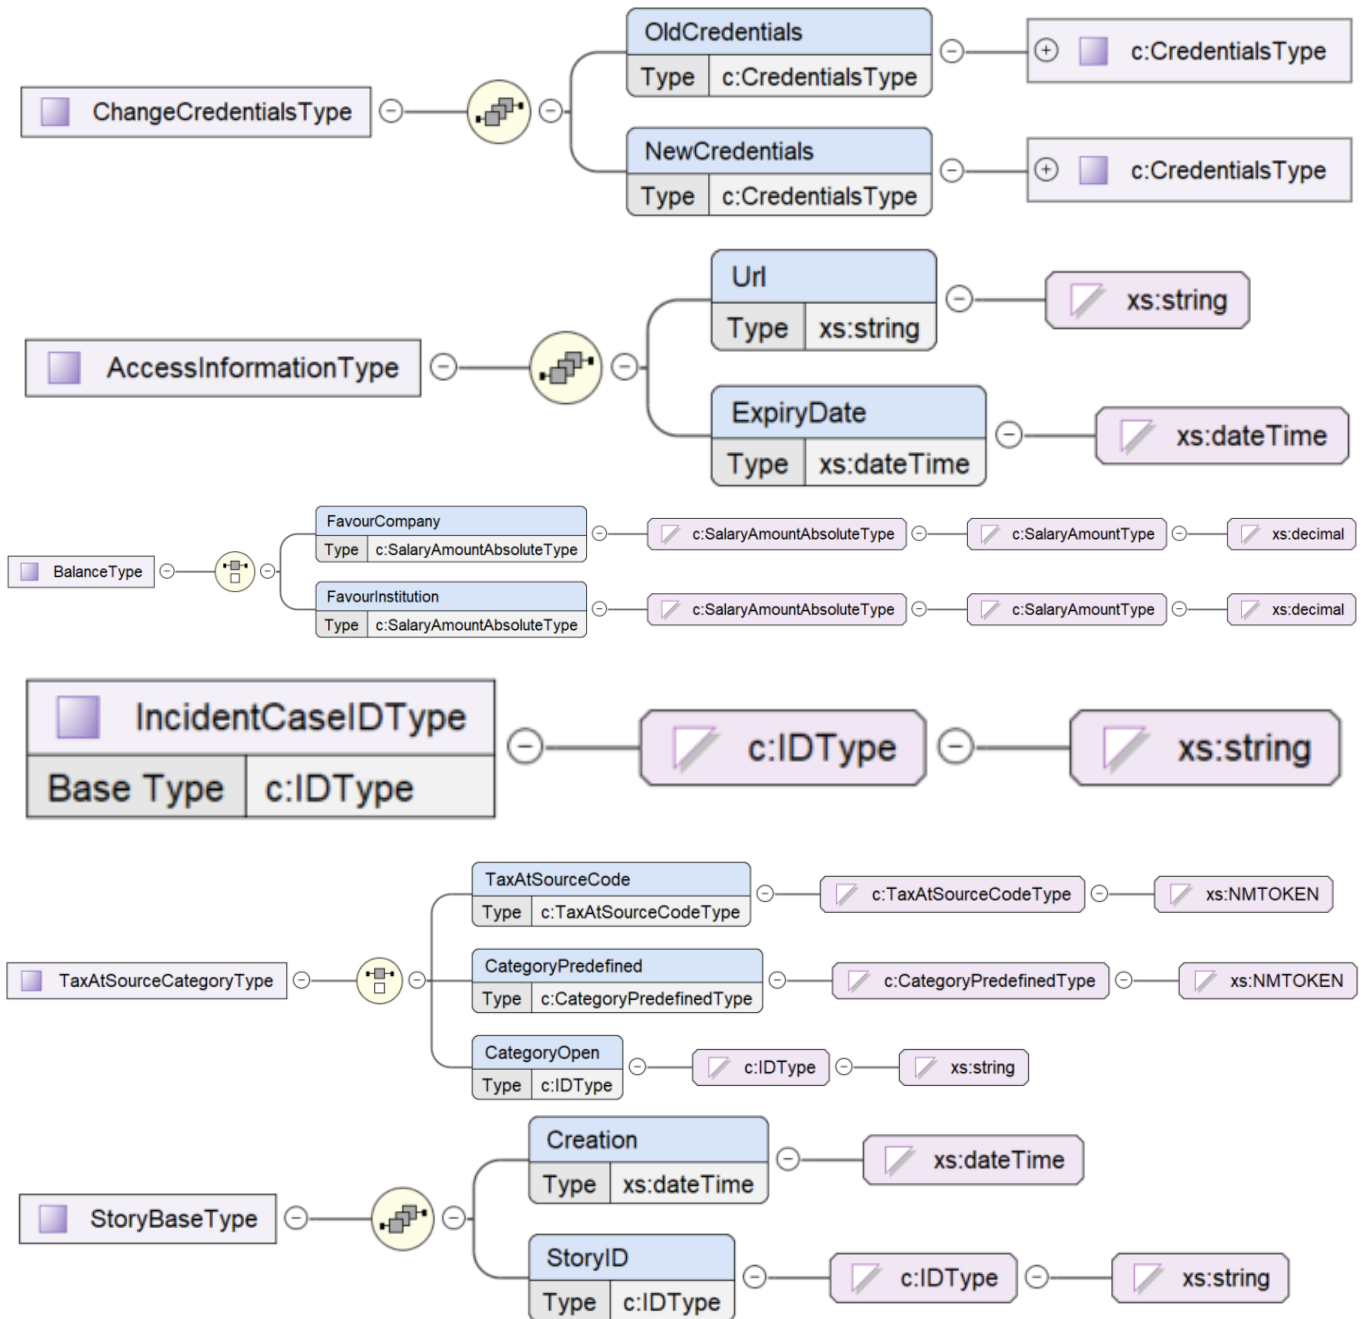 OldCredentials
Type c:CredentialsType
c:CredentialsType
ChangeCredentialsType
NewCredentials
Type c:CredentialsType
c:CredentialsType
Url
Type xs:string
xs:string
AccessInformationType
ExpiryDate
Type xs:dateTime
xs:dateTime
FavourCompany
Type c:SalaryAmountAbsoluteType
c:SalaryAmountAbsoluteType
c:SalaryAmountType
xs:decimal
BalanceType
FavourInstitution
Type c:SalaryAmountAbsoluteType
c:SalaryAmountAbsoluteType
c:SalaryAmountType
xs:decimal
IncidentCaseIDType
Base Type c:IDType
c:IDType
xs:string
TaxAtSourceCode
Type c:TaxAtSourceCodeType
c:TaxAtSourceCodeType
xs:NMTOKEN
TaxAtSourceCategoryType
CategoryPredefined
Type c:CategoryPredefinedType
c:CategoryPredefinedType
xs:NMTOKEN
CategoryOpen
Type c:IDType
c:IDType
xs:string
Creation
Type xs:dateTime
xs:dateTime
StoryBaseType
StoryID
Type c:IDType
c:IDType
xs:string